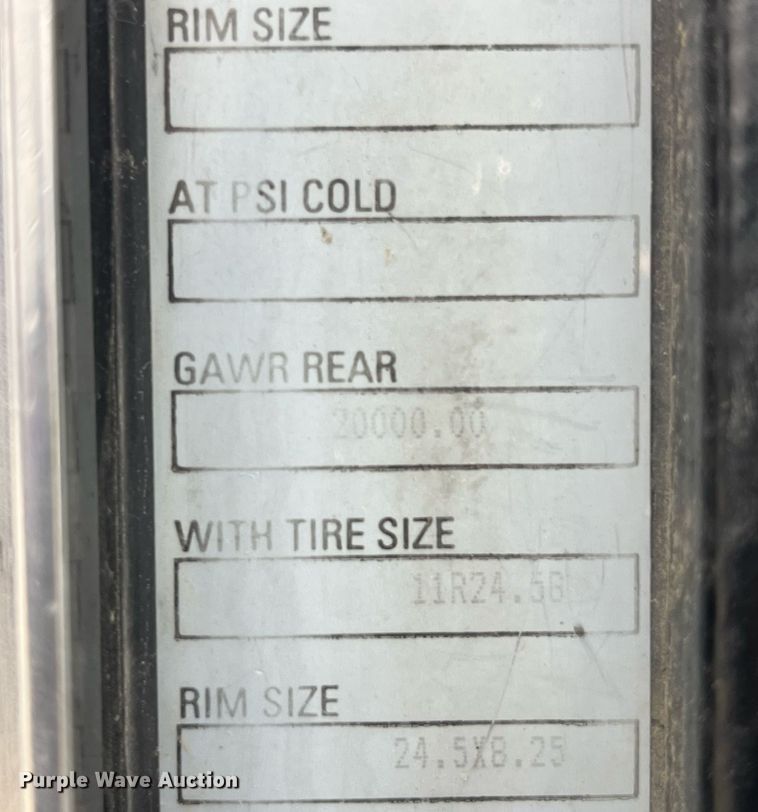 RIM SIZE
AT PSI COLD
GAWR REAR
20000.00
WITH TIRE SIZE
11R24.5B
RIM SIZE
24.5X8.25
Purple Wave Auction